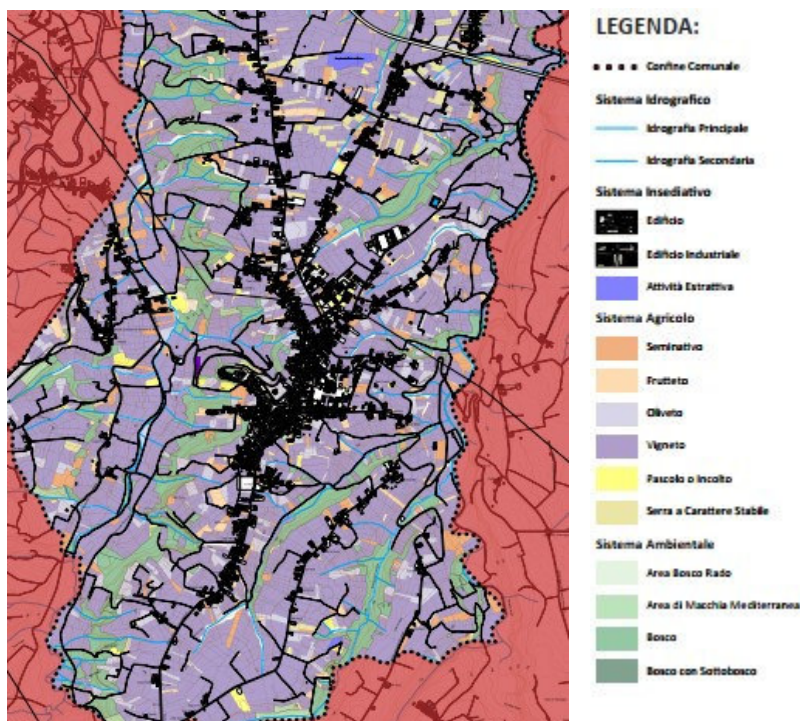 LEGENDA:
Confine Comunale
Sistema Idrografico
Idrografia Principale
Idrografia Secondaria
Sistema Insediativo
Edificio
Edificio Industriale
Attività Estrattiva
Sistema Agricolo
Seminativo
Frutteto
Oliveto
Vigneto
Pascolo o Incolto
Serra a Carattere Stabile
Sistema Ambientale
Area Bosco Rado
Area di Macchia Mediterranea
Bosco
Bosco con Sottobosco